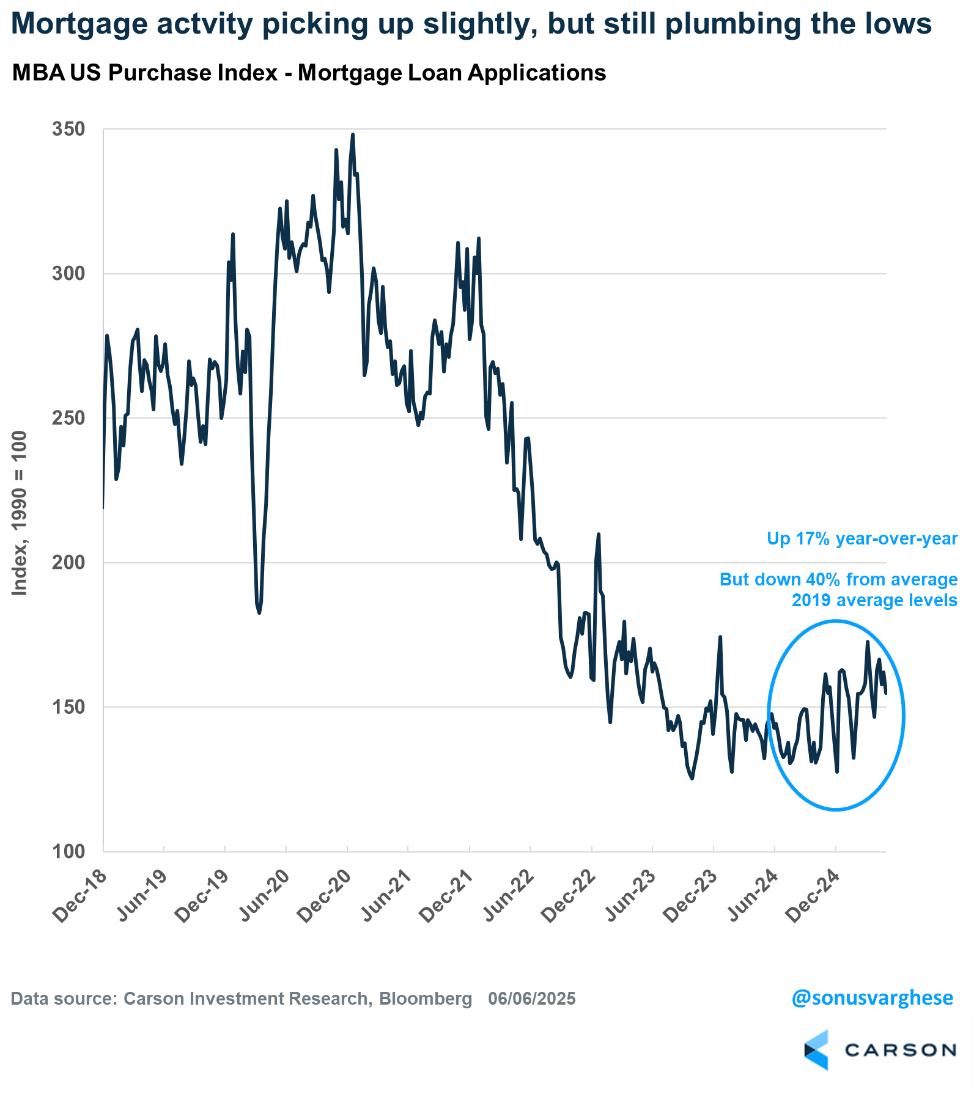 Mortgage actvity picking up slightly, but still plumbing the lows
MBA US Purchase Index - Mortgage Loan Applications
Index, 1990 = 100
350
300
250
200
150
100
Up 17% year-over-year
But down 40% from average
2019 average levels
Dec-18
Jun-19
Dec-19
Jun-20
Dec-20
Jun-21
Dec-21
Jun-22
Dec-22
Jun-23
Dec-23
Jun-24
Dec-24
Data source: Carson Investment Research, Bloomberg 06/06/2025
@sonusvarghese
CARSON